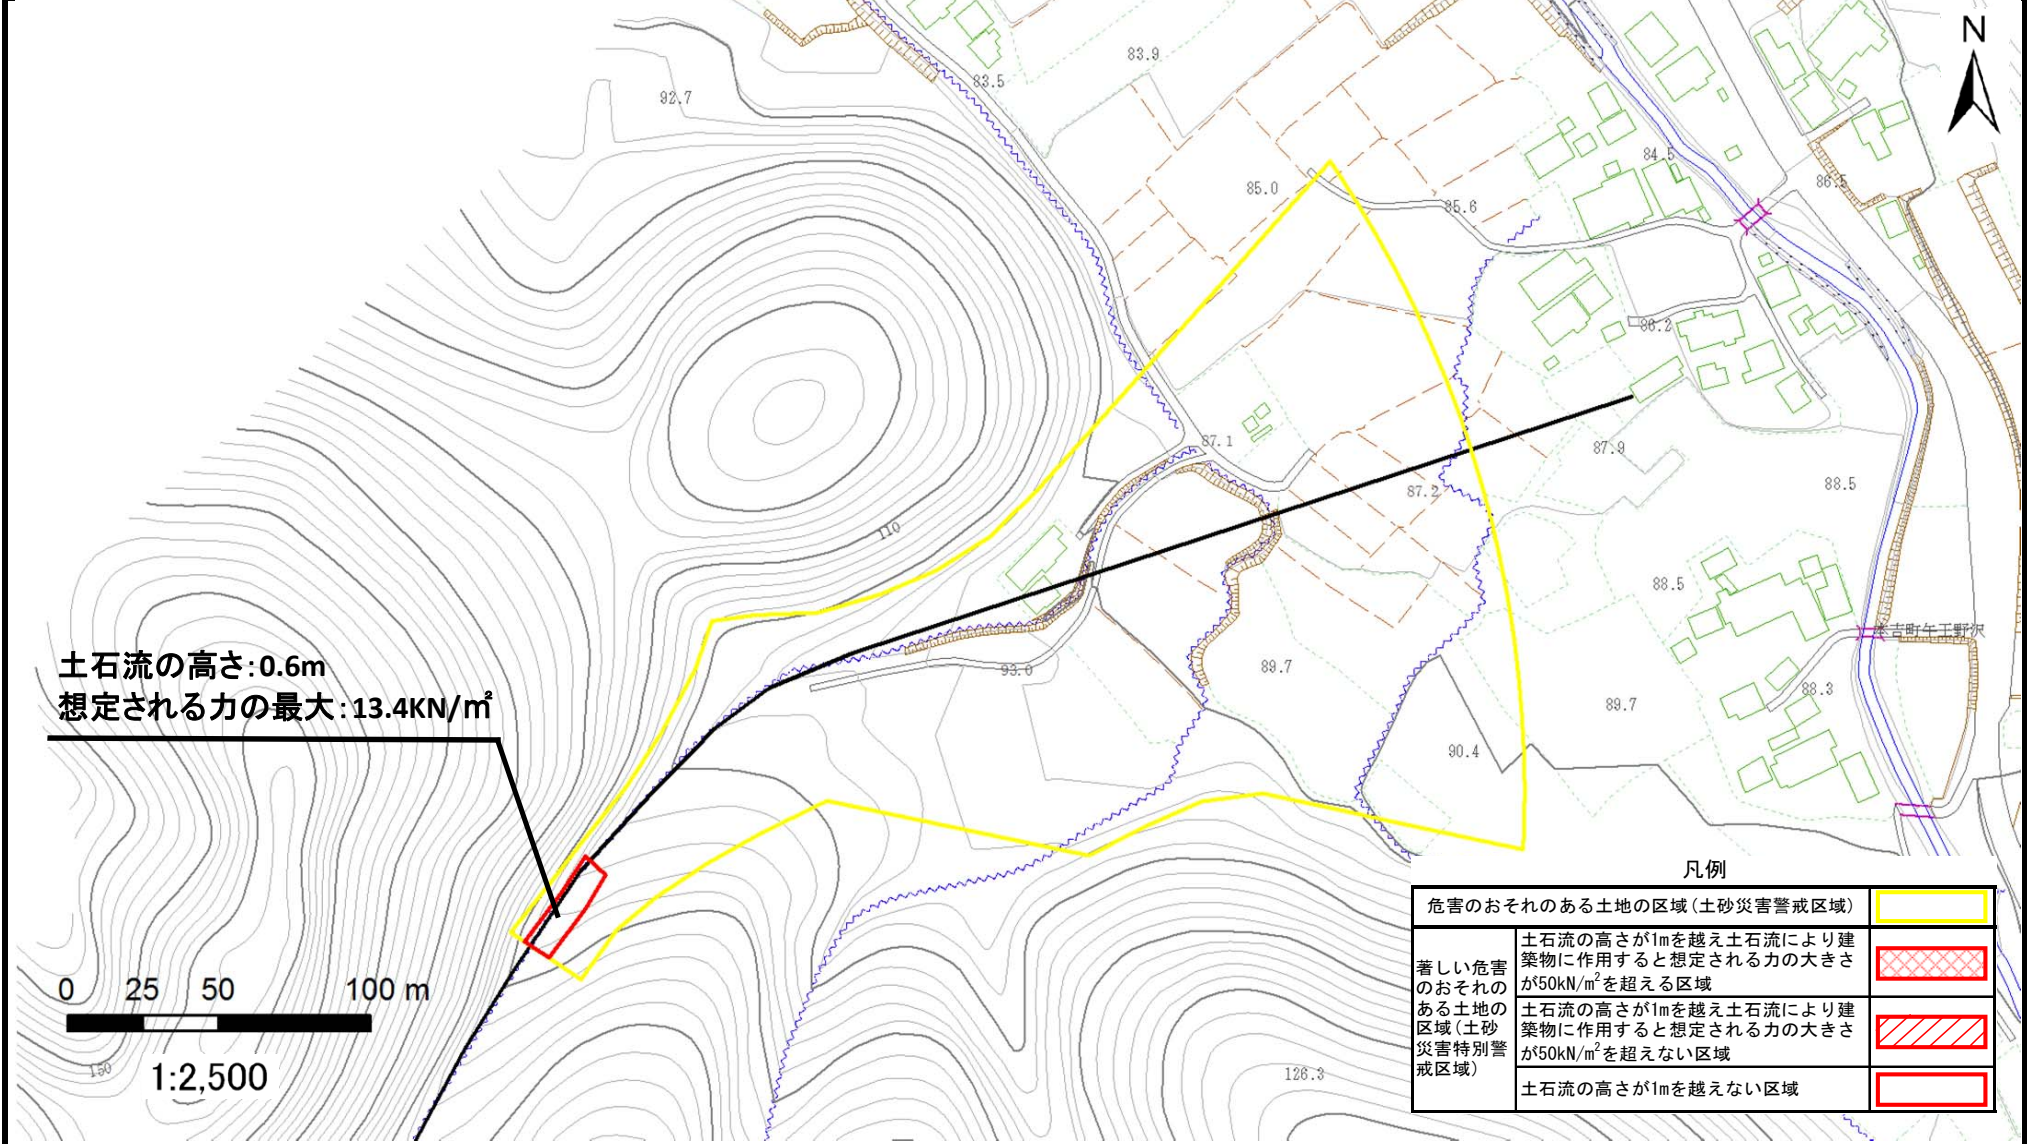 N
83.9
83.5
92.7
84.5
86.5
85.0
85.6
86.2
87.1
87.9
87.2
88.5
110
88.5
本吉町午王野沢
土石流の高さ:0.6m
想定される力の最大:13.4KN/㎡
93.0
89.7
88.3
89.7
90.4
凡例
危害のおそれのある土地の区域(土砂災害警戒区域)
著しい危害
のおそれの
ある土地の
区域(土砂
災害特別警
戒区域)
土石流の高さが1mを越え土石流により建
築物に作用すると想定される力の大きさ
が50kN/m²を超える区域
土石流の高さが1mを越え土石流により建
築物に作用すると想定される力の大きさ
が50kN/m²を超えない区域
土石流の高さが1mを越えない区域
0 25 50 100 m
1:2,500
150
126.3